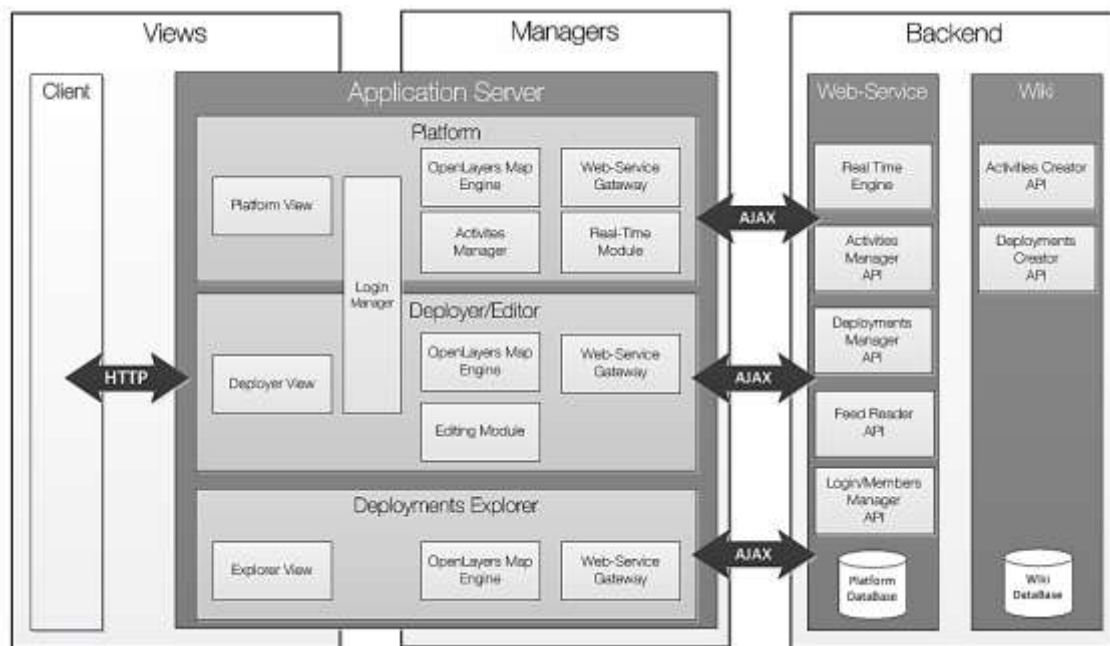 Views
Managers
Backend
Client
Application Server
Web-Service
Wiki
Platform
Platform View
Login
Manager
OpenLayers Map
Engine
Web-Service
Gateway
Activites
Manager
Real-Time
Module
AJAX
Deployer/Editor
HTTP
Deployer View
OpenLayers Map
Engine
Web-Service
Gateway
Editing Module
AJAX
Deployments Explorer
Explorer View
OpenLayers Map
Engine
Web-Service
Gateway
AJAX
Real Time
Engine
Activities
Manager
API
Deployments
Manager
API
Feed Reader
API
Login/Members
Manager
API
Platform
DataBase
Activities Creator
API
Deployments
Creator
API
Wiki
DataBase